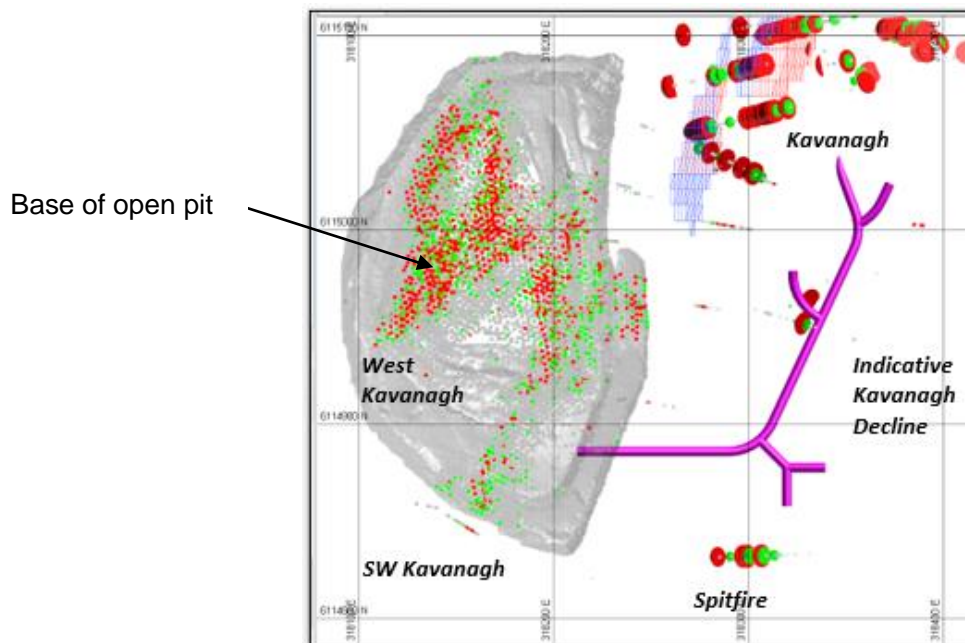 Base of open pit
Kavanagh
West
Kavanagh
Indicative
Kavanagh
Decline
SW Kavanagh
Spitfire